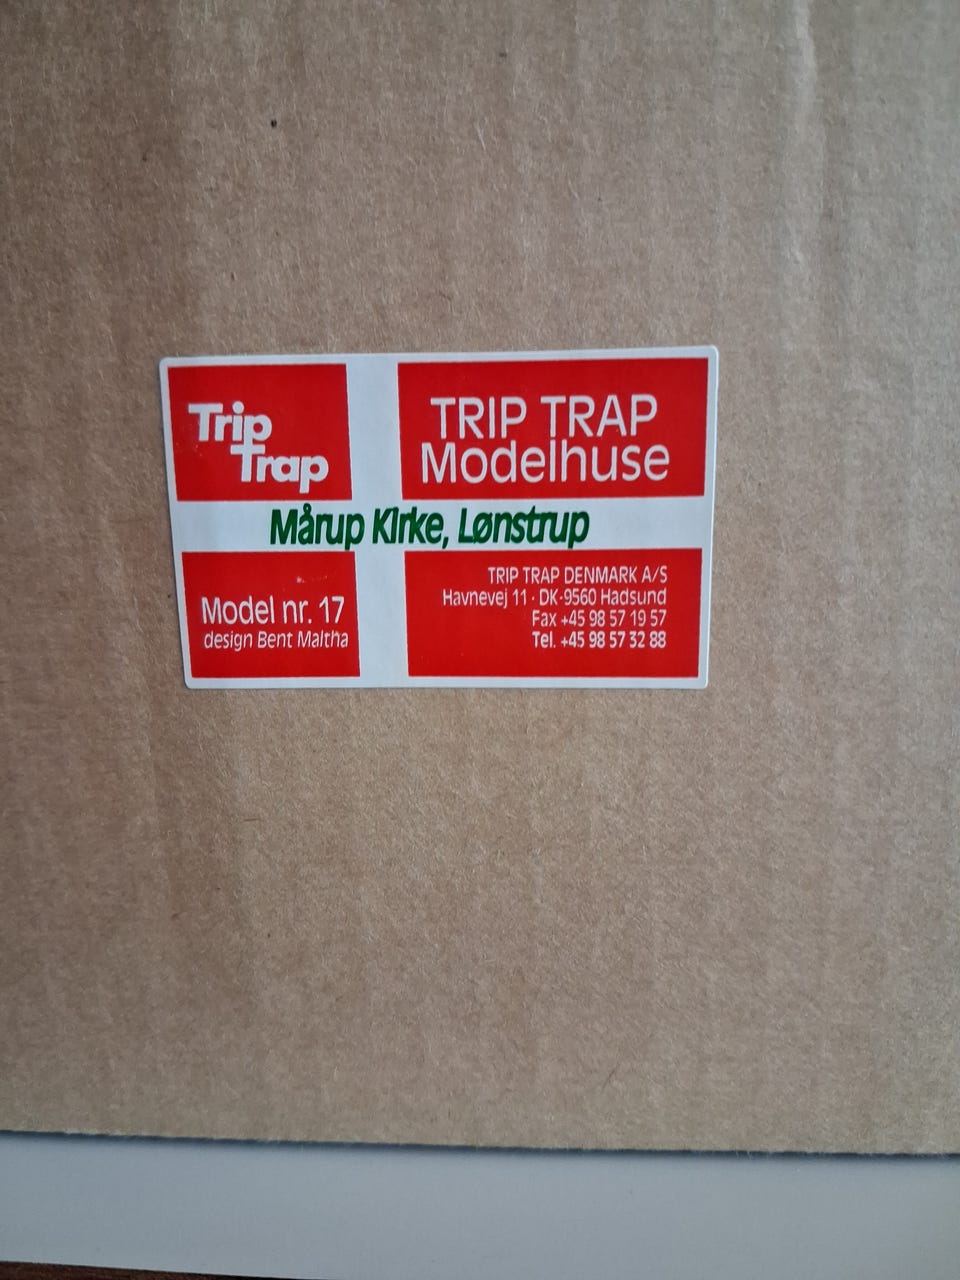 Trip
Trap
TRIP TRAP
Modelhuse
Mårup Kirke, Lønstrup
Model nr. 17
design Bent Maltha
TRIP TRAP DENMARK A/S
Havnevej 11 · DK-9560 Hadsund
Fax +45 98 57 19 57
Tel. +45 98 57 32 88